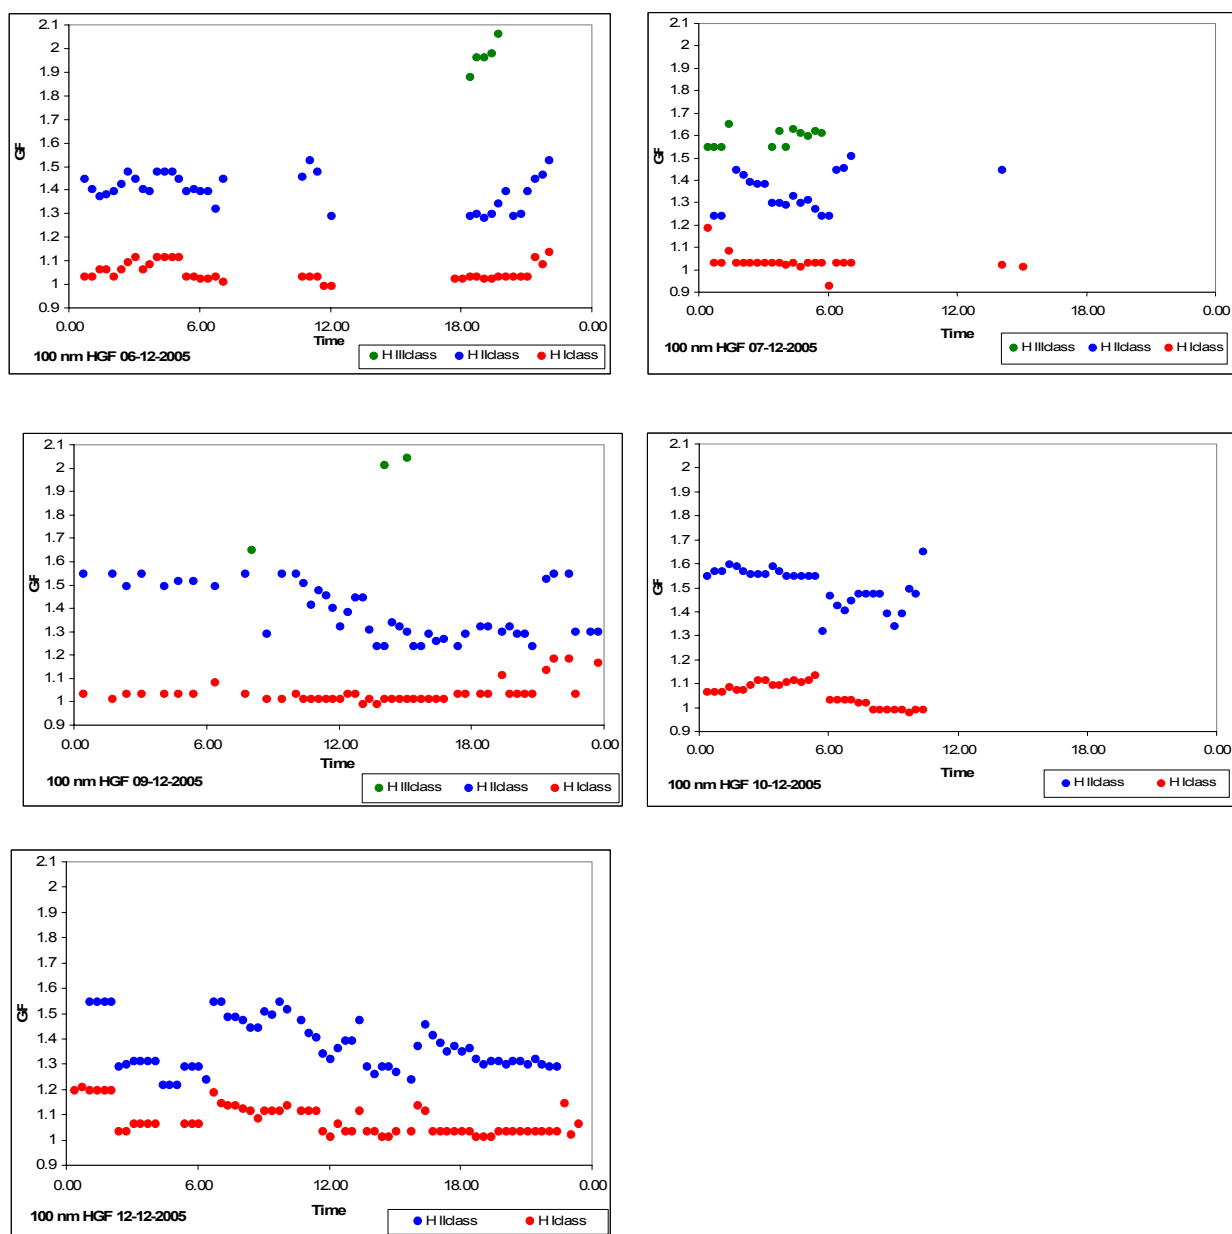 2.1
2
1.9
1.8
1.7
1.6
1.5
1.4
1.3
1.2
1.1
1
0.9
GF
0.00 6.00 12.00 18.00 0.00
Time
100 nm HGF 06-12-2005
H IIIclass H IIclass H Iclass
2.1
2
1.9
1.8
1.7
1.6
1.5
1.4
1.3
1.2
1.1
1
0.9
GF
0.00 6.00 12.00 18.00 0.00
Time
100 nm HGF 07-12-2005
H IIIclass H IIclass H Iclass
2.1
2
1.9
1.8
1.7
1.6
1.5
1.4
1.3
1.2
1.1
1
0.9
GF
0.00 6.00 12.00 18.00 0.00
Time
100 nm HGF 09-12-2005
H IIIclass H IIclass H Iclass
2.1
2
1.9
1.8
1.7
1.6
1.5
1.4
1.3
1.2
1.1
1
0.9
GF
0.00 6.00 12.00 18.00 0.00
Time
100 nm HGF 10-12-2005
H IIclass H Iclass
2.1
2
1.9
1.8
1.7
1.6
1.5
1.4
1.3
1.2
1.1
1
0.9
GF
0.00 6.00 12.00 18.00 0.00
Time
100 nm HGF 12-12-2005
H IIclass H Iclass